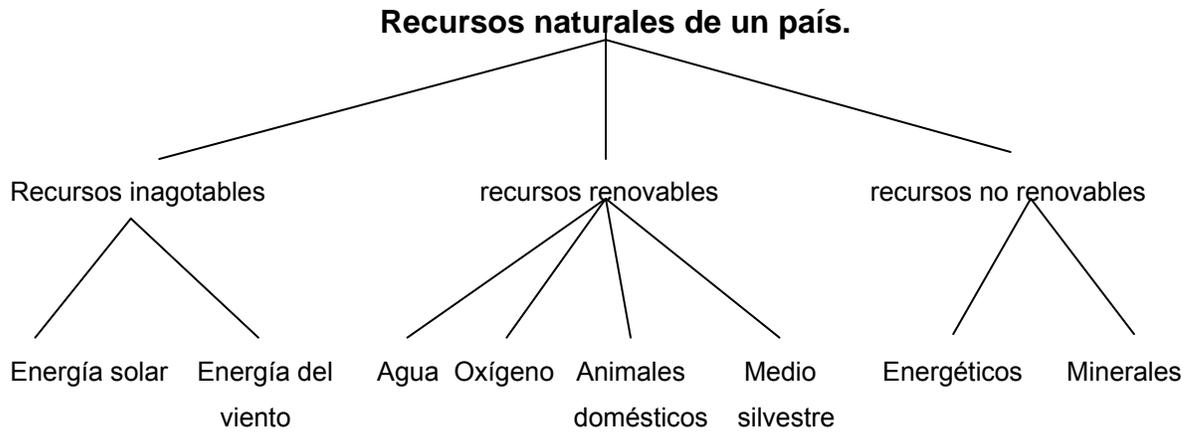 Recursos naturales de un país.
Recursos inagotables recursos renovables recursos no renovables
Energía solar Energía del Agua Oxígeno Animales Medio Energéticos Minerales
viento domésticos silvestre